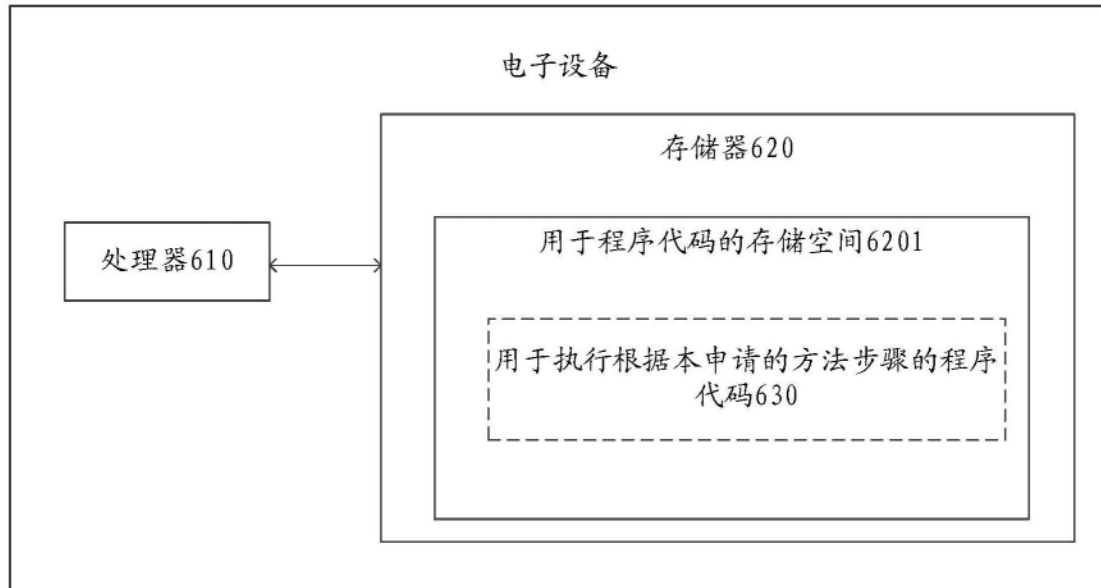 电子设备
存储器620
处理器610
用于程序代码的存储空间6201
用于执行根据本申请的方法步骤的程序
代码630